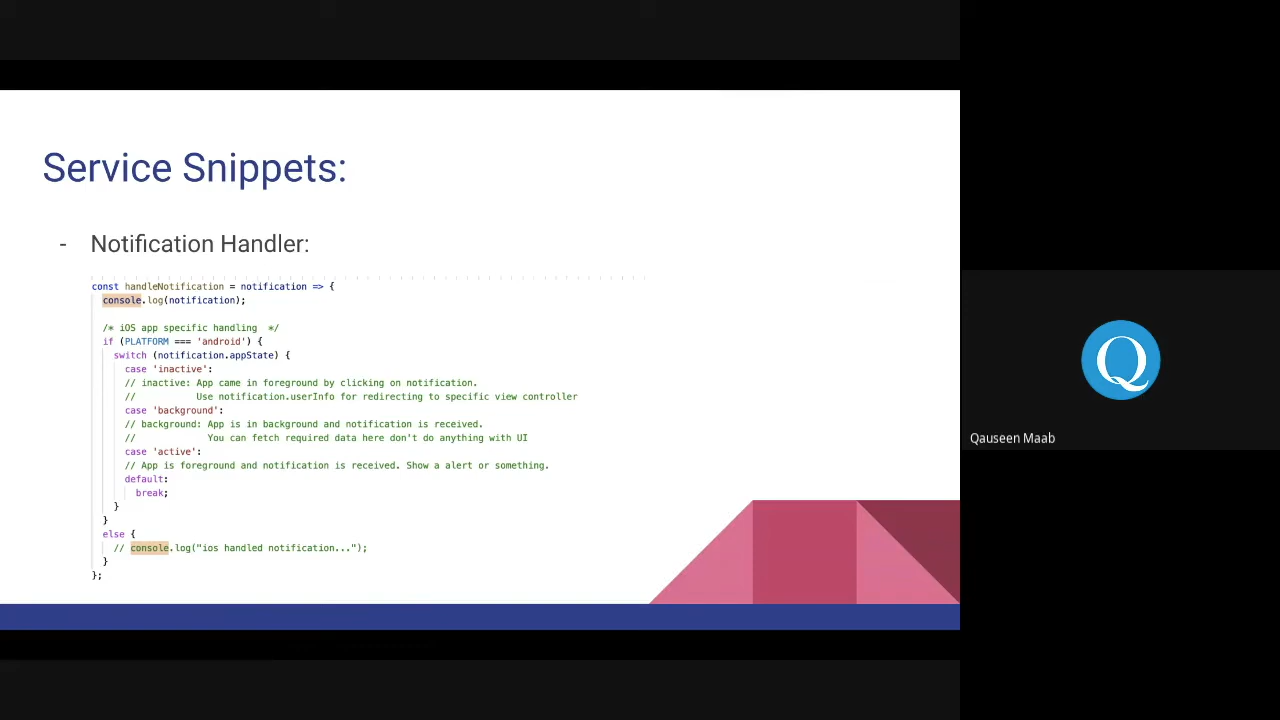 Service Snippets:
- Notification Handler:
const handleNotification = notification => {
console.log(notification);
/* iOS app specific handling */
if (PLATFORM === 'android') {
switch (notification.appState) {
case 'inactive':
// inactive: App came in foreground by clicking on notification.
// Use notification.userInfo for redirecting to specific view controller
case 'background':
// background: App is in background and notification is received.
// You can fetch required data here don't do anything with UI
case 'active':
// App is foreground and notification is received. Show a alert or something.
default:
break;
}
}
else {
// console.log("ios handled notification...");
}
};
Q
Qauseen Maab